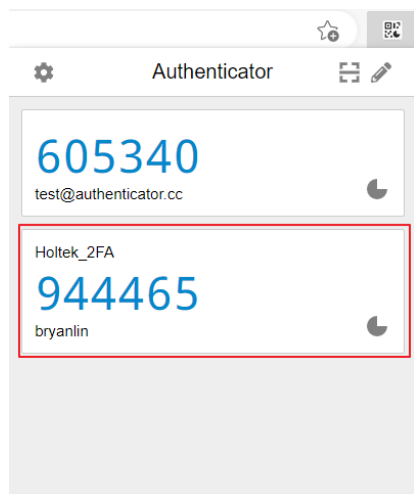 Authenticator
605340
test@authenticator.cc
Holtek_2FA
944465
bryanlin